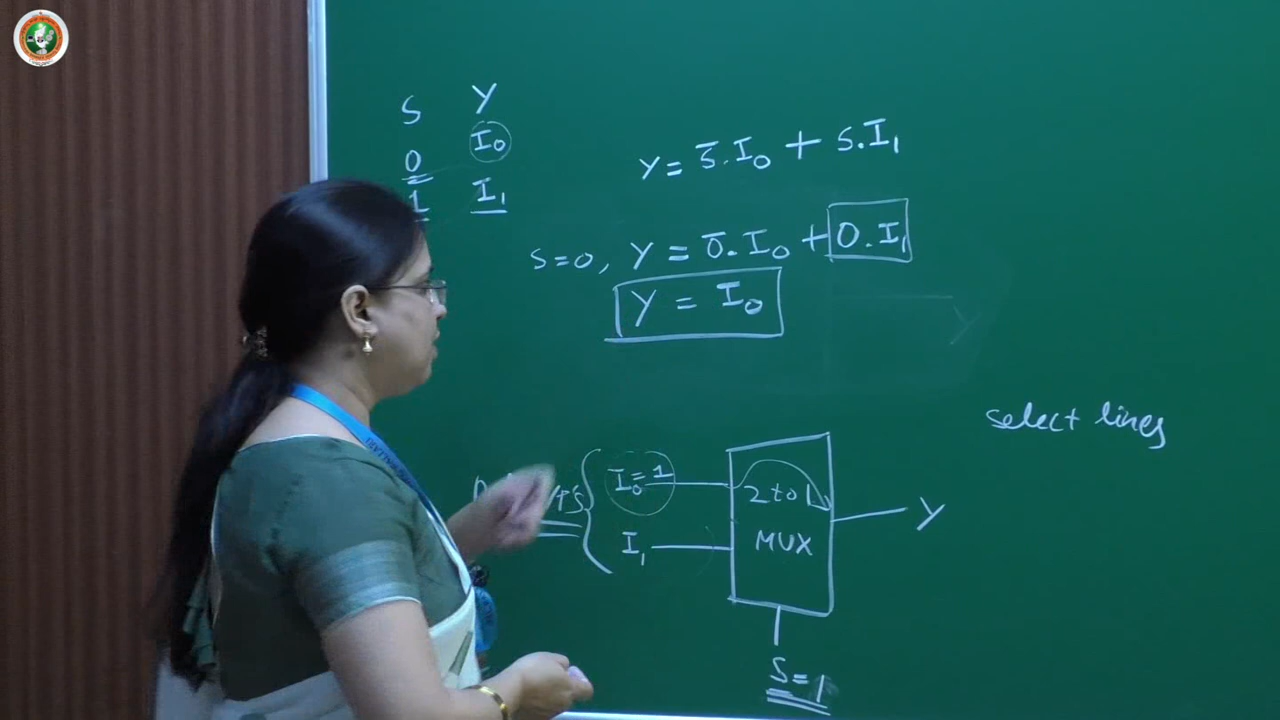 S Y
0 I₀
1 I₁
Y = S̅.I₀ + S.I₁
S=0, Y = 0̅.I₀ + 0.I₁
Y = I₀
select lines
I₀=1
I₁
2 to 1
MUX
Y
S=1